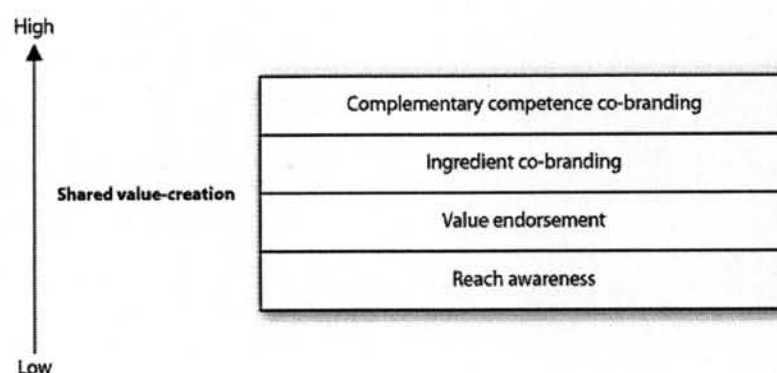 High
Complementary competence co-branding
Ingredient co-branding
Shared value-creation
Value endorsement
Reach awareness
Low